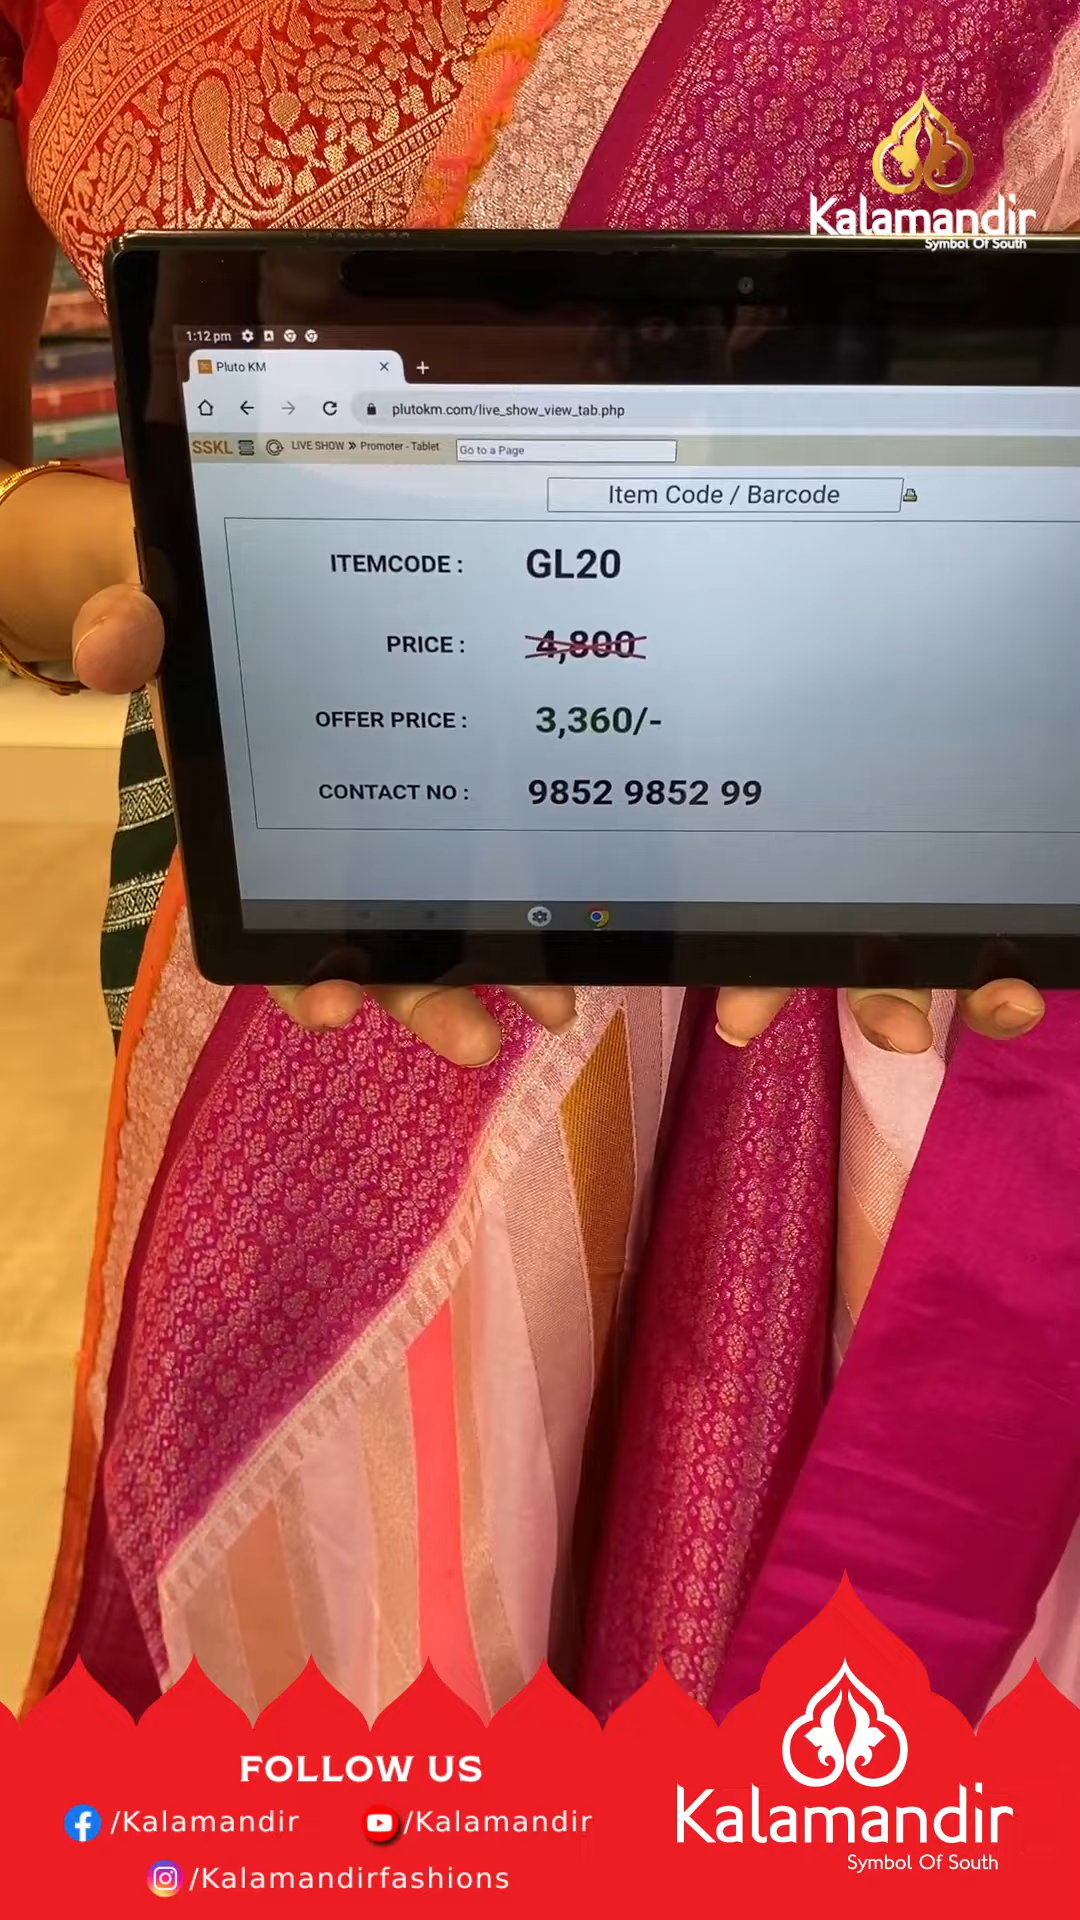 Kalamandir
Symbol Of South
1:12 pm
Pluto KM
plutokm.com/live_show_view_tab.php
SSKL LIVE SHOW » Promoter - Tablet Go to a Page
Item Code / Barcode
ITEMCODE : GL20
PRICE : 4,800
OFFER PRICE : 3,360/-
CONTACT NO : 9852 9852 99
FOLLOW US
/Kalamandir /Kalamandir
/Kalamandirfashions
Kalamandir
Symbol Of South